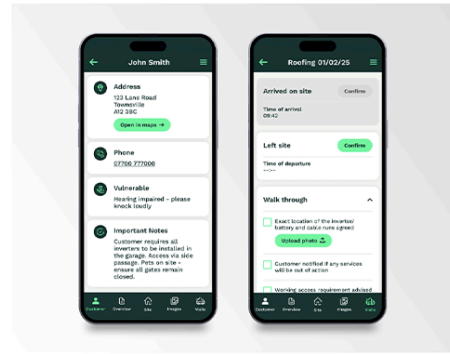 John Smith
Address
123 Lane Road
Townsville
A12 3BC
Open in maps →
Phone
07700 777008
Vulnerable
Hearing impaired - please
knock loudly
Important Notes
Customer requires all
inverters to be installed in
the garage. Access via side
passage. Pets on site -
ensure all gates remain
closed.
Customer
Overview
Site
Images
Visits
Roofing 01/02/25
Arrived on site
Confirm
Time of arrival
09:42
Left site
Confirm
Time of departure
--:--
Walk through
Exact location of the inverter/
battery and cable runs agreed
Upload photo
Customer notified if any services
will be out of action
Working access requirement advised
Customer
Overview
Site
Images
Visits